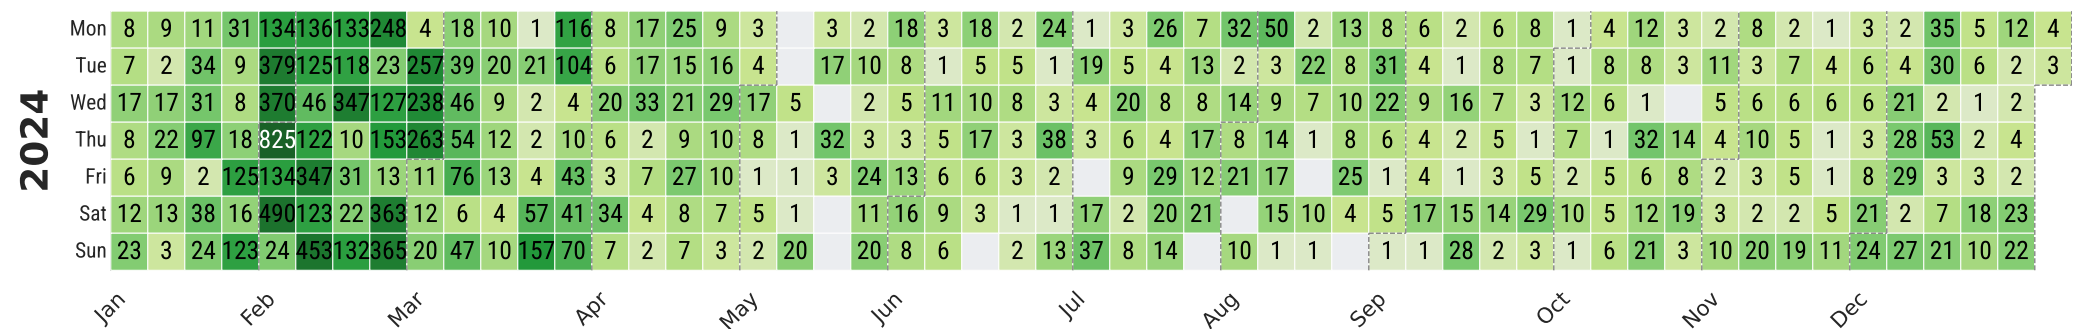 2024
Mon 8 9 11 31 134 136 133 248 4 18 10 1 116 8 17 25 9 3 3 2 18 3 18 2 24 1 3 26 7 32 50 2 13 8 6 2 6 8 1 4 12 3 2 8 2 1 3 2 35 5 12 4
Tue 7 2 34 9 379 125 118 23 257 39 20 21 104 6 17 15 16 4 17 10 8 1 5 5 1 19 5 4 13 2 3 22 8 31 4 1 8 7 1 8 8 3 11 3 7 4 6 4 30 6 2 3
Wed 17 17 31 8 370 46 347 127 238 46 9 2 4 20 33 21 29 17 5 2 5 11 10 8 3 4 20 8 8 14 9 7 10 22 9 16 7 3 12 6 1 5 6 6 6 6 21 2 1 2
Thu 8 22 97 18 825 122 10 153 263 54 12 2 10 6 2 9 10 8 1 32 3 3 5 17 3 38 3 6 4 17 8 14 1 8 6 4 2 5 1 7 1 32 14 4 10 5 1 3 28 53 2 4
Fri 6 9 2 125 134 347 31 13 11 76 13 4 43 3 7 27 10 1 1 3 24 13 6 6 3 2 9 29 12 21 17 25 1 4 1 3 5 2 5 6 8 2 3 5 1 8 29 3 3 2
Sat 12 13 38 16 490 123 22 363 12 6 4 57 41 34 4 8 7 5 1 11 16 9 3 1 1 17 2 20 21 15 10 4 5 17 15 14 29 10 5 12 19 3 2 2 5 21 2 7 18 23
Sun 23 3 24 123 24 453 132 365 20 47 10 157 70 7 2 7 3 2 20 20 8 6 2 13 37 8 14 10 1 1 1 1 28 2 3 1 6 21 3 10 20 19 11 24 27 21 10 22
Jan Feb Mar Apr May Jun Jul Aug Sep Oct Nov Dec